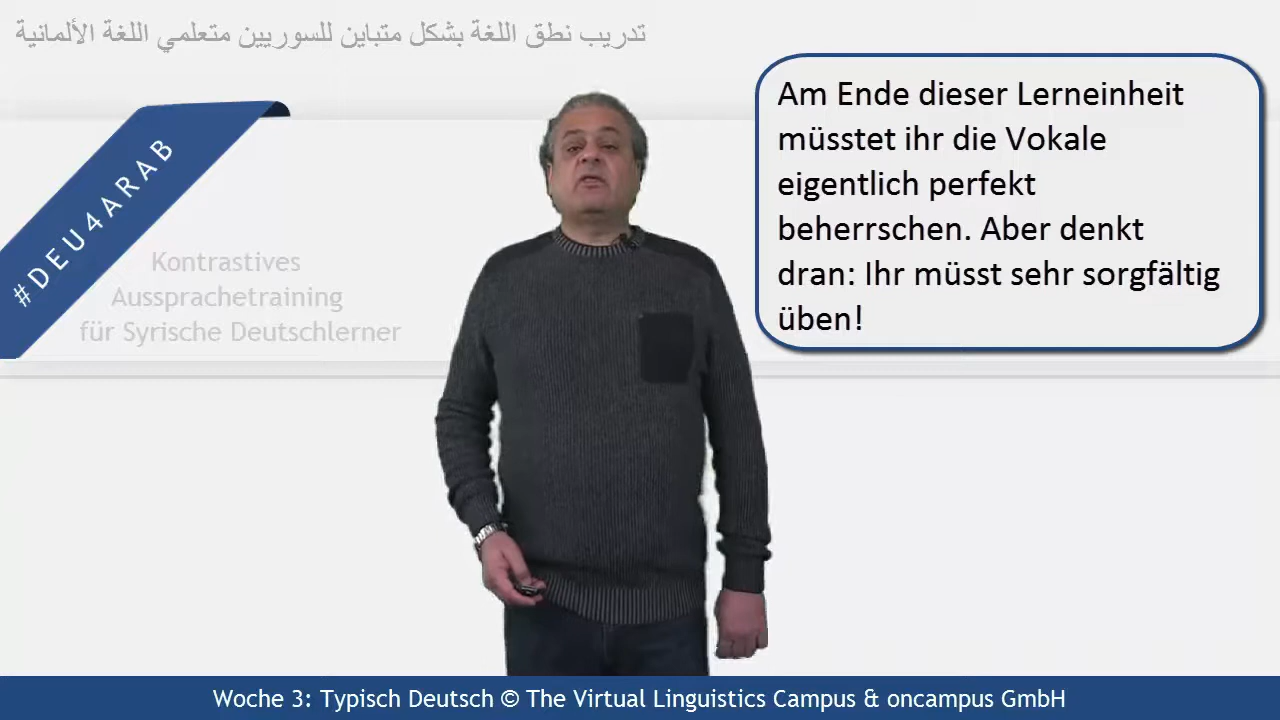 تدريب نطق اللغة بشكل متباين للسوريين متعلمي اللغة الألمانية
#DEU4ARAB
Kontrastives
Aussprachetraining
für Syrische Deutschlerner
Am Ende dieser Lerneinheit
müsstet ihr die Vokale
eigentlich perfekt
beherrschen. Aber denkt
dran: Ihr müsst sehr sorgfältig
üben!
Woche 3: Typisch Deutsch © The Virtual Linguistics Campus & oncampus GmbH